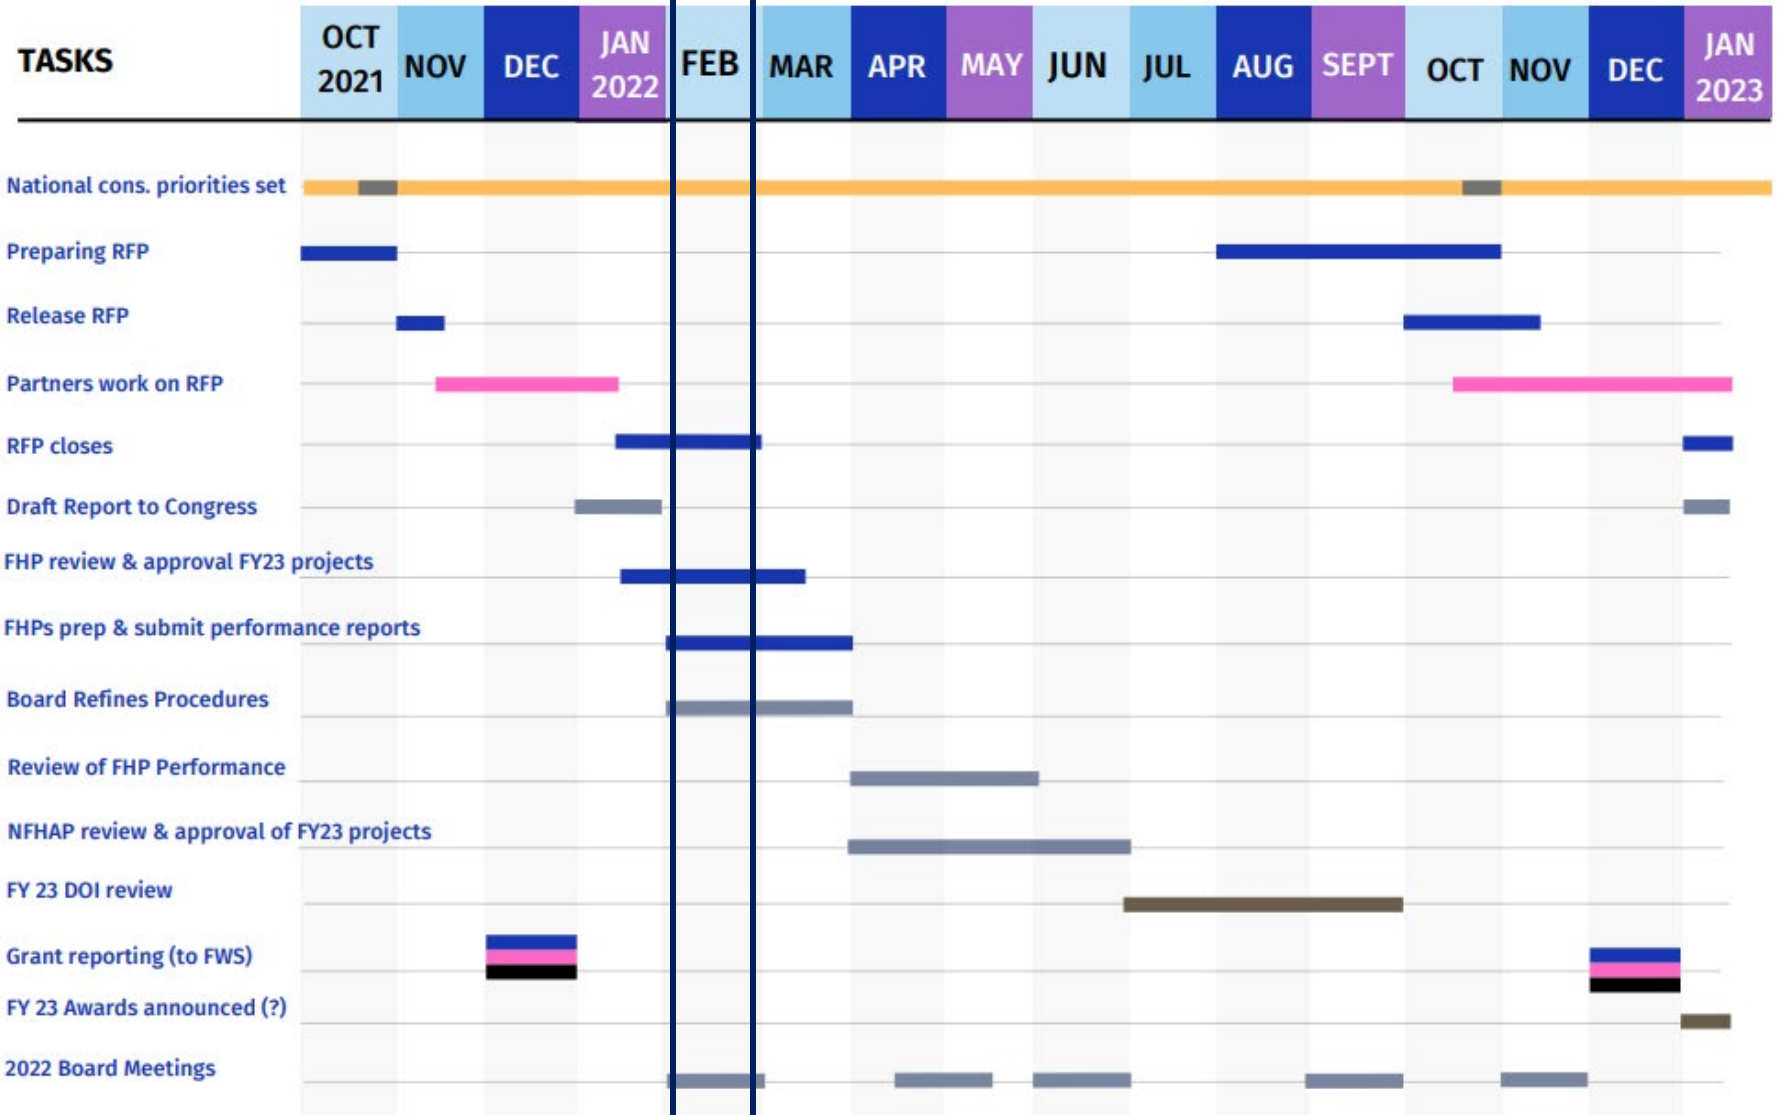 TASKS
OCT 2021
NOV
DEC
JAN 2022
FEB
MAR
APR
MAY
JUN
JUL
AUG
SEPT
OCT
NOV
DEC
JAN 2023
National cons. priorities set
Preparing RFP
Release RFP
Partners work on RFP
RFP closes
Draft Report to Congress
FHP review & approval FY23 projects
FHPs prep & submit performance reports
Board Refines Procedures
Review of FHP Performance
NFHAP review & approval of FY23 projects
FY 23 DOI review
Grant reporting (to FWS)
FY 23 Awards announced (?)
2022 Board Meetings